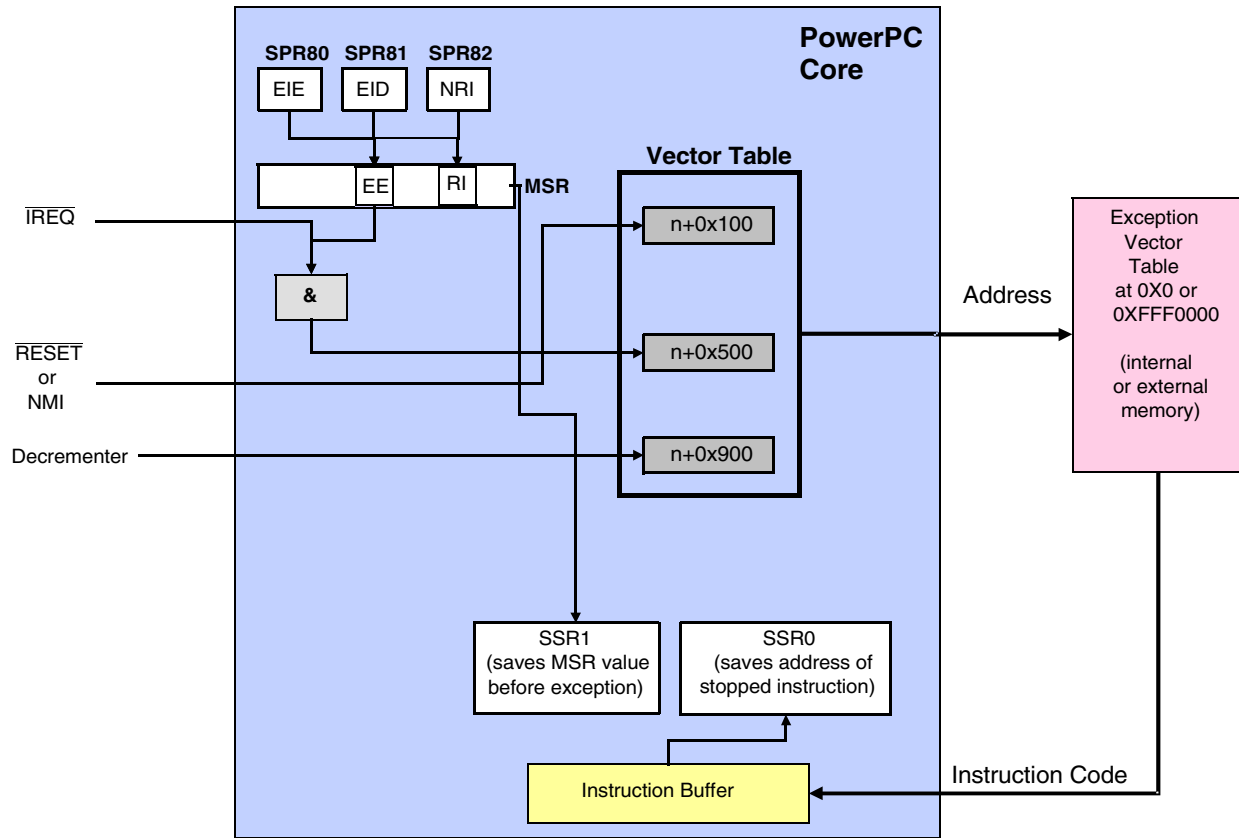 PowerPC
Core
SPR80 SPR81 SPR82
EIE EID NRI
EE RI MSR
Vector Table
IREQ
&
RESET
or
NMI
Decrementer
n+0x100
n+0x500
n+0x900
Address
Exception
Vector
Table
at 0X0 or
0XFFF0000
(internal
or external
memory)
SSR1
(saves MSR value
before exception)
SSR0
(saves address of
stopped instruction)
Instruction Buffer
Instruction Code